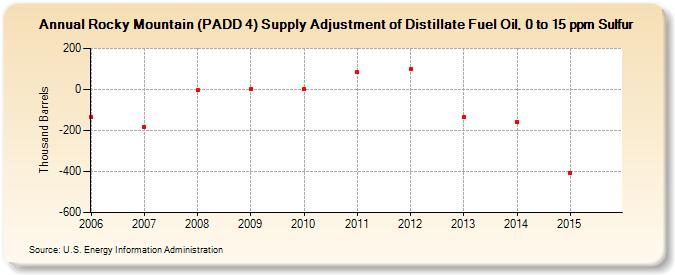 Annual Rocky Mountain (PADD 4) Supply Adjustment of Distillate Fuel Oil, 0 to 15 ppm Sulfur
Thousand Barrels
200
0
-200
-400
-600
2006 2007 2008 2009 2010 2011 2012 2013 2014 2015
Source: U.S. Energy Information Administration